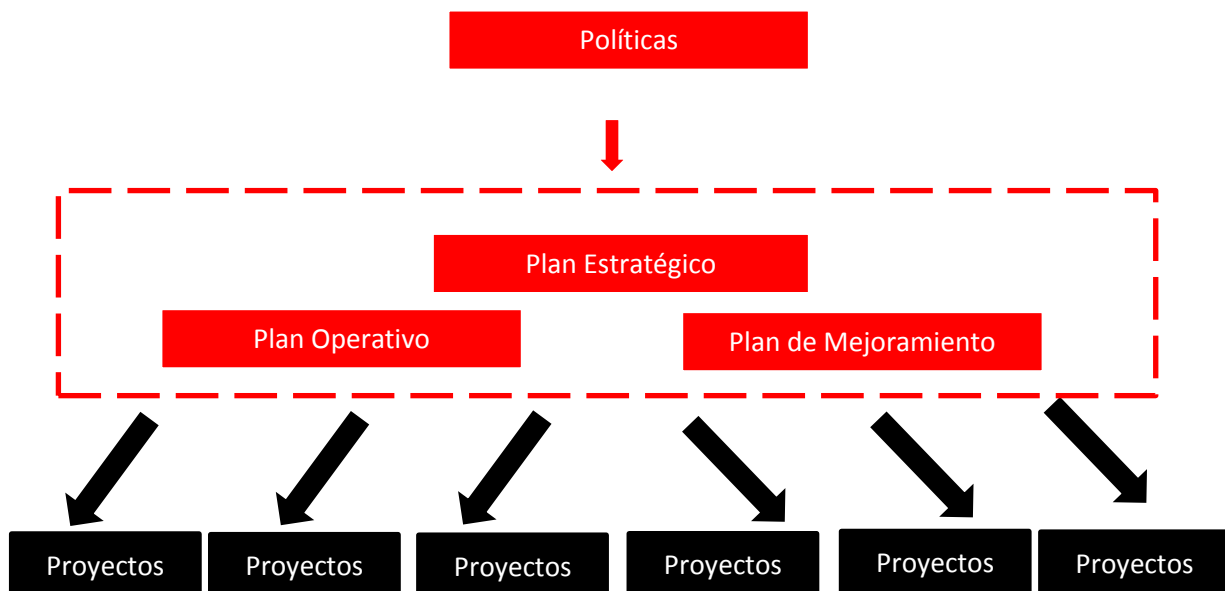 Políticas
Plan Estratégico
Plan Operativo
Plan de Mejoramiento
Proyectos
Proyectos
Proyectos
Proyectos
Proyectos
Proyectos